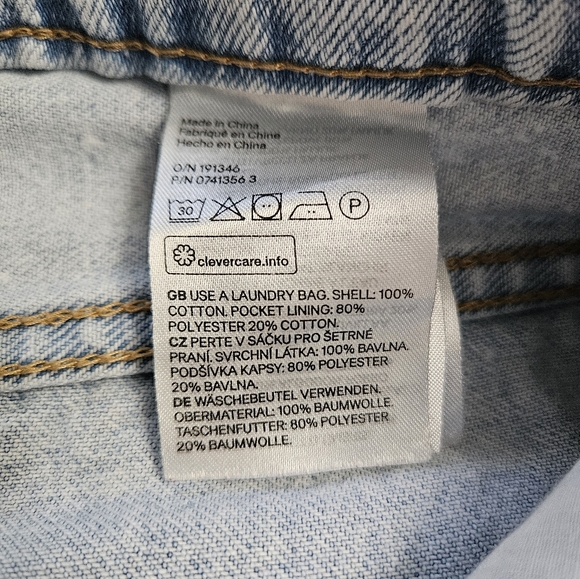 Made in China
Fabriqué en Chine
Hecho en China
O/N 191346
P/N 0741356 3
30 P
clevercare.info
GB USE A LAUNDRY BAG. SHELL: 100%
COTTON. POCKET LINING: 80%
POLYESTER 20% COTTON.
CZ PERTE V SÁČKU PRO ŠETRNÉ
PRANÍ. SVRCHNÍ LÁTKA: 100% BAVLNA.
PODŠÍVKA KAPSY: 80% POLYESTER
20% BAVLNA.
DE WÄSCHEBEUTEL VERWENDEN.
OBERMATERIAL: 100% BAUMWOLLE.
TASCHENFUTTER: 80% POLYESTER
20% BAUMWOLLE.